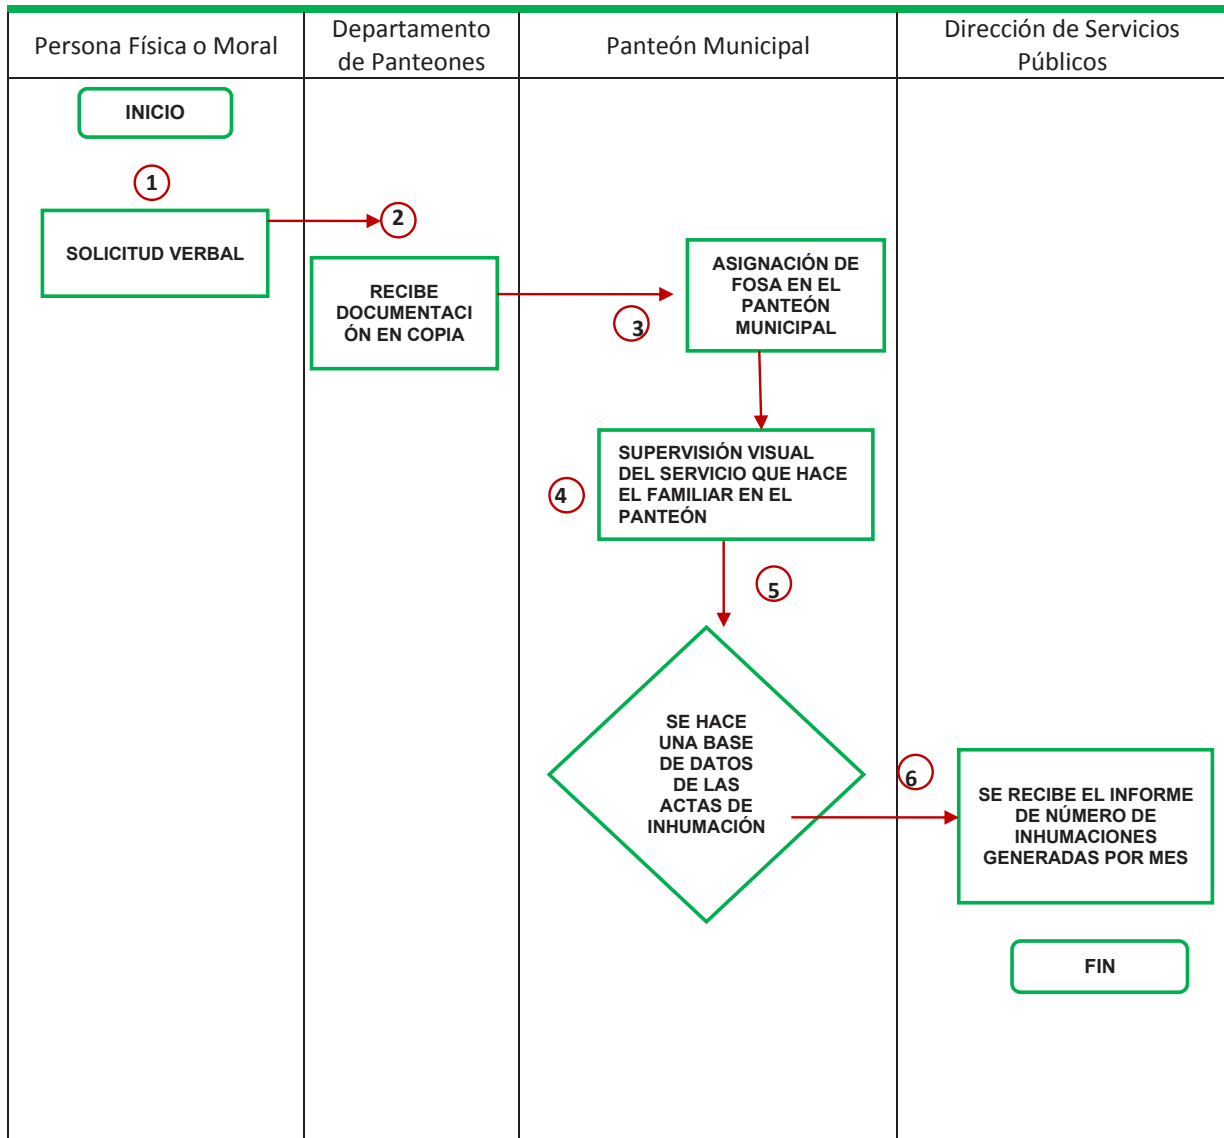 Persona Física o Moral
Departamento
de Panteones
Panteón Municipal
Dirección de Servicios
Públicos
INICIO
1
SOLICITUD VERBAL
2
RECIBE
DOCUMENTACI
ÓN EN COPIA
3
ASIGNACIÓN DE
FOSA EN EL
PANTEÓN
MUNICIPAL
4
SUPERVISIÓN VISUAL
DEL SERVICIO QUE HACE
EL FAMILIAR EN EL
PANTEÓN
5
SE HACE
UNA BASE
DE DATOS
DE LAS
ACTAS DE
INHUMACIÓN
6
SE RECIBE EL INFORME
DE NÚMERO DE
INHUMACIONES
GENERADAS POR MES
FIN